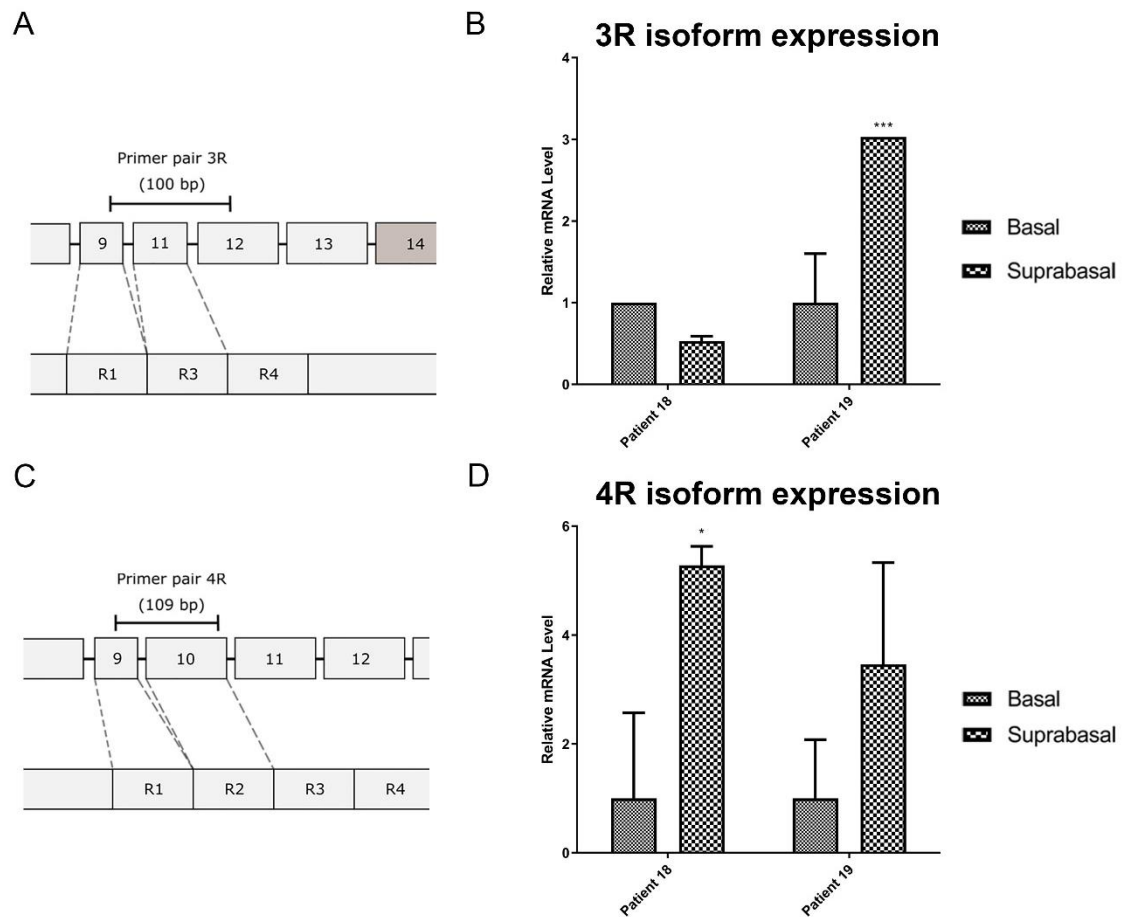 A
Primer pair 3R
(100 bp)
9 11 12 13 14
R1 R3 R4
B
3R isoform expression
Relative mRNA Level
4
3
2
1
0
***
Patient 18
Patient 19
Basal
Suprabasal
C
Primer pair 4R
(109 bp)
9 10 11 12
R1 R2 R3 R4
D
4R isoform expression
Relative mRNA Level
6
4
2
0
*
Patient 18
Patient 19
Basal
Suprabasal